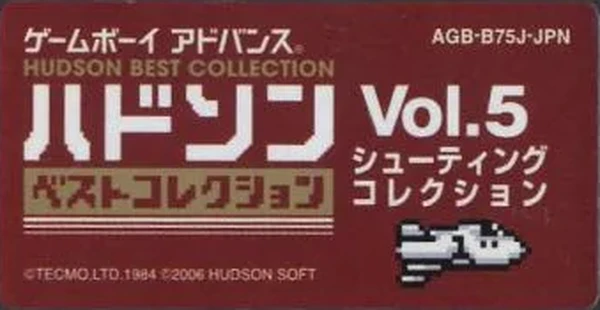 ゲームボーイ アドバンス®
AGB-B75J-JPN
HUDSON BEST COLLECTION
ハドソン
ベストコレクション
Vol.5
シューティング
コレクション
©TECMO,LTD.1984 ©2006 HUDSON SOFT